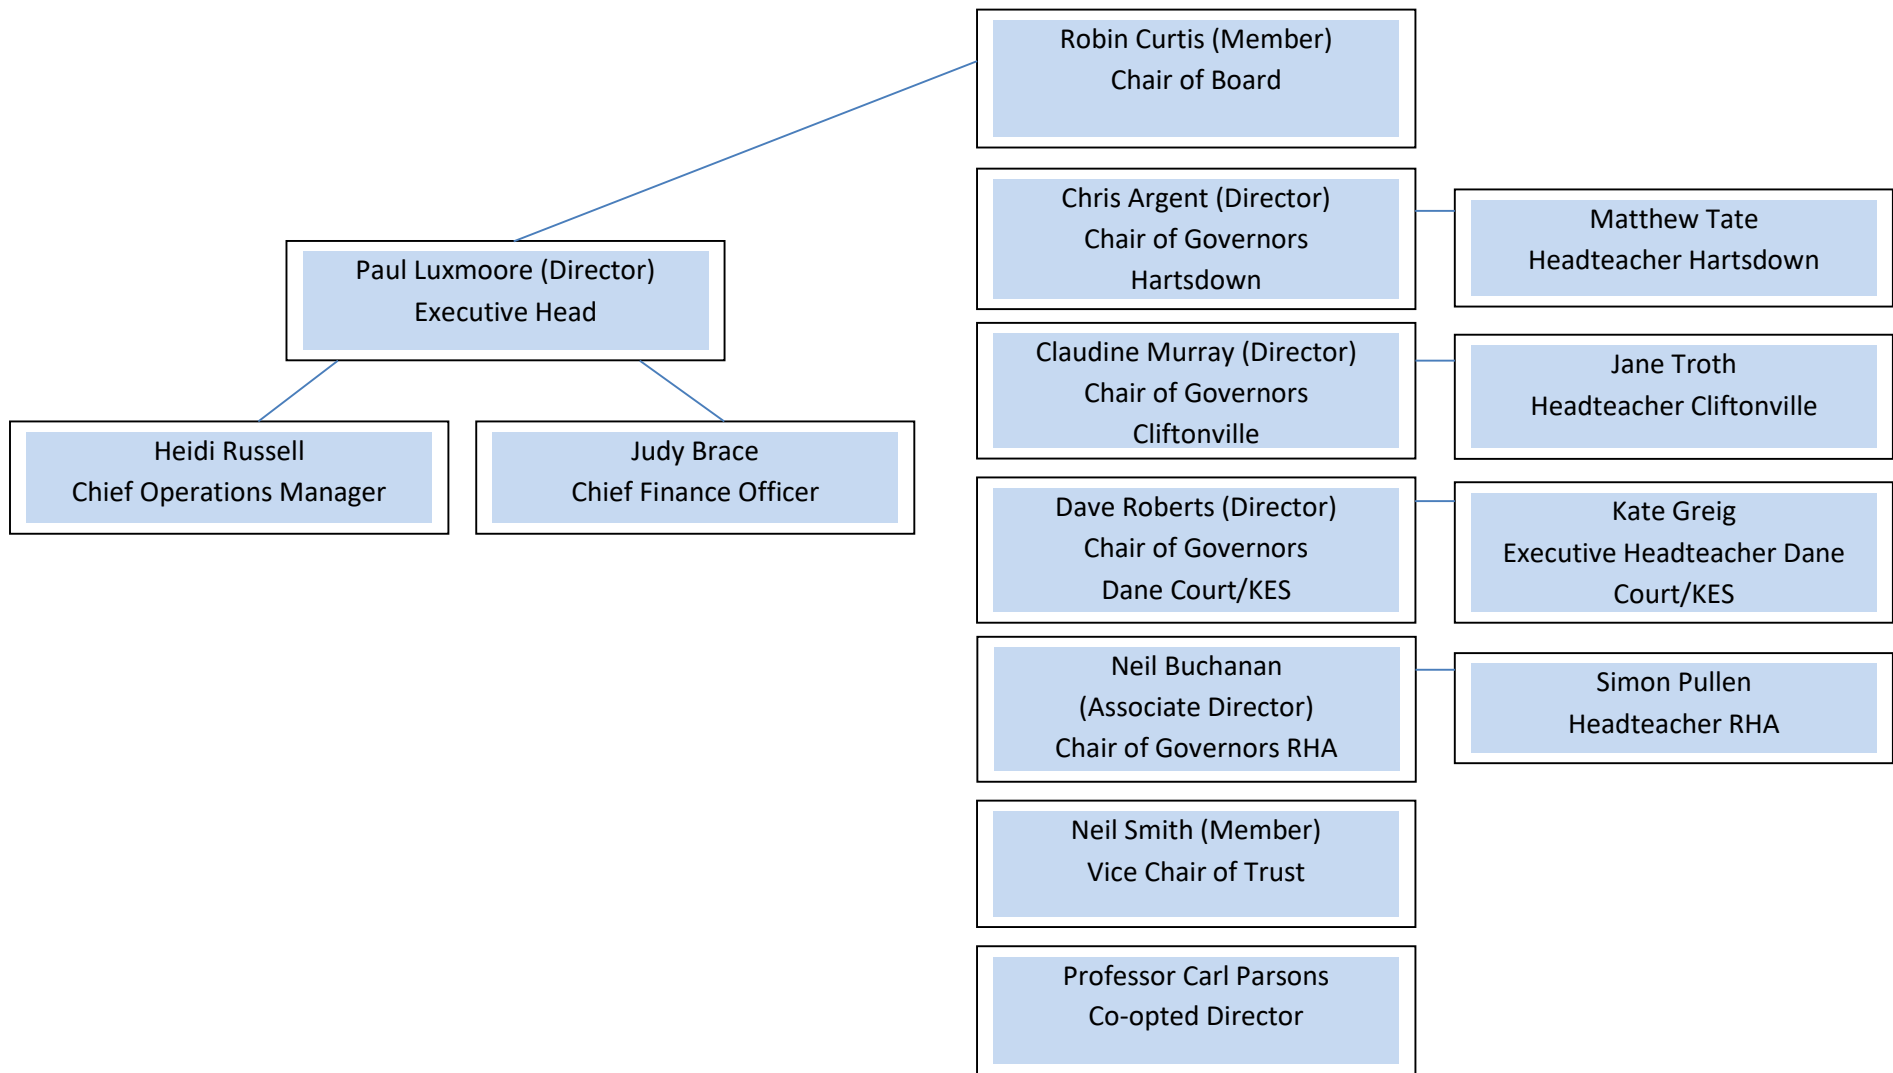 Robin Curtis (Member)
Chair of Board
Chris Argent (Director)
Chair of Governors
Hartsdown
Matthew Tate
Headteacher Hartsdown
Paul Luxmoore (Director)
Executive Head
Claudine Murray (Director)
Chair of Governors
Cliftonville
Jane Troth
Headteacher Cliftonville
Heidi Russell
Chief Operations Manager
Judy Brace
Chief Finance Officer
Dave Roberts (Director)
Chair of Governors
Dane Court/KES
Kate Greig
Executive Headteacher Dane
Court/KES
Neil Buchanan
(Associate Director)
Chair of Governors RHA
Simon Pullen
Headteacher RHA
Neil Smith (Member)
Vice Chair of Trust
Professor Carl Parsons
Co-opted Director